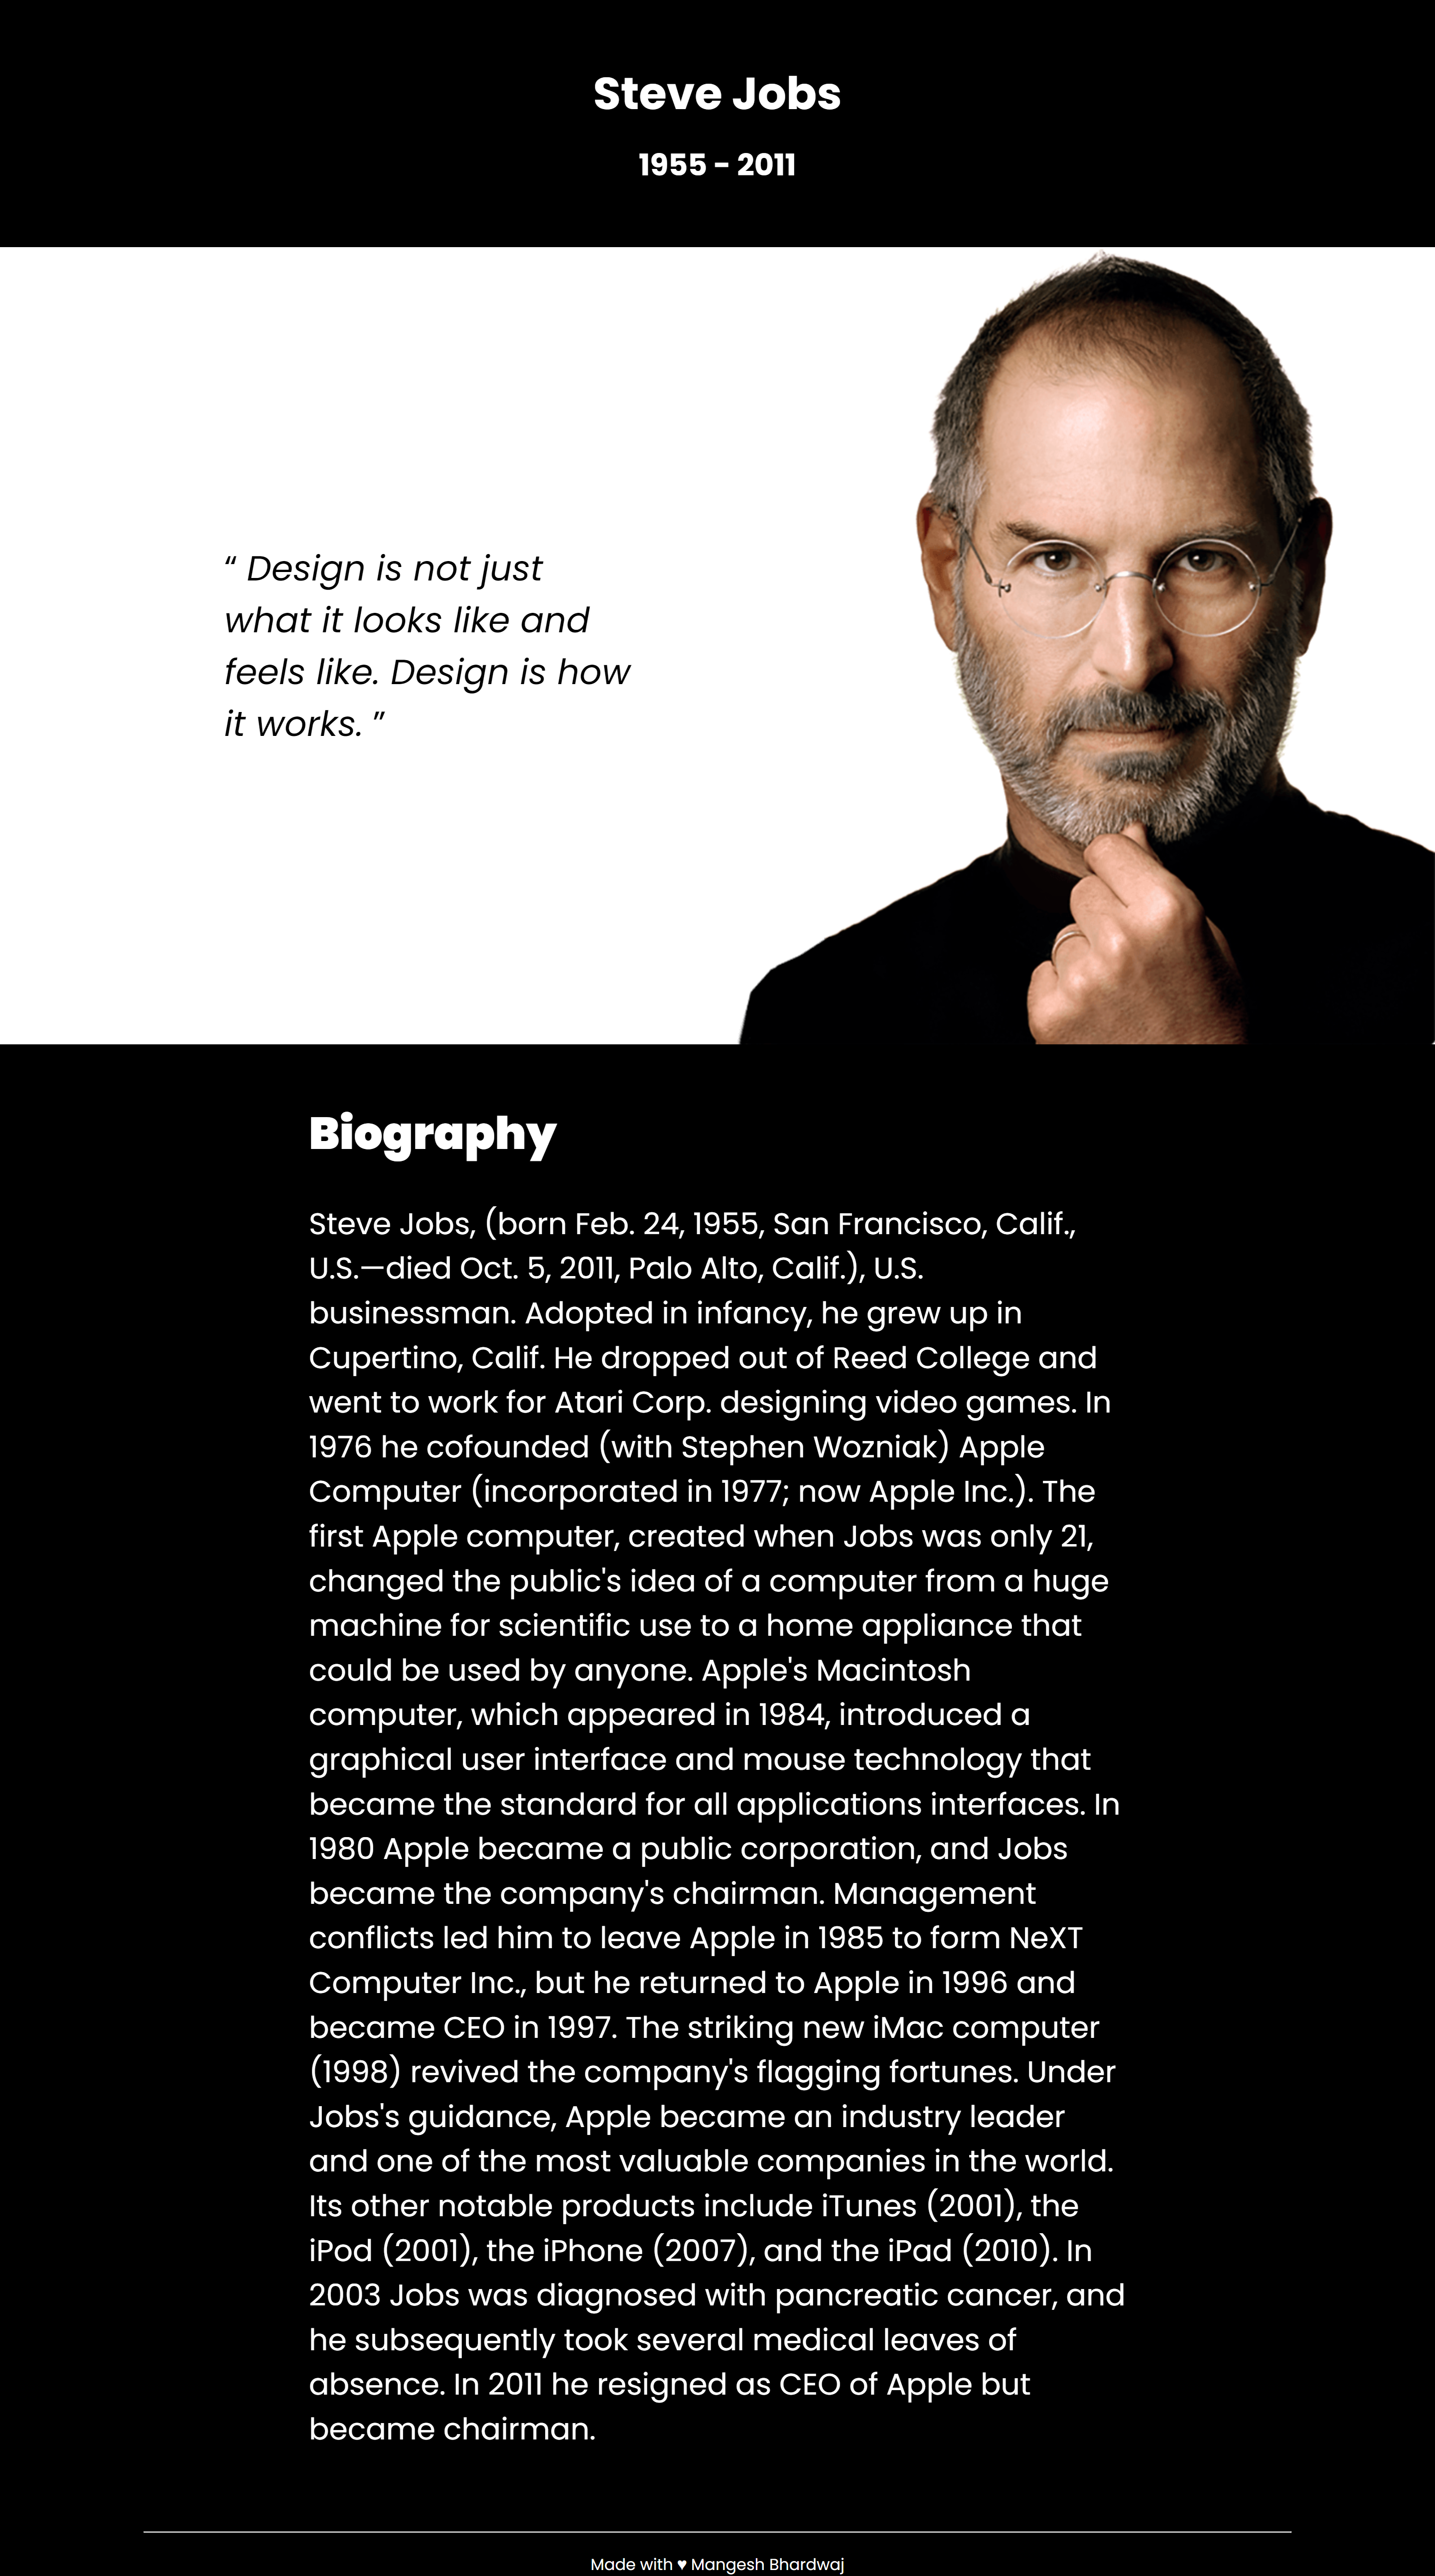 Steve Jobs
1955 - 2011
“ Design is not just
what it looks like and
feels like. Design is how
it works. ”
Biography
Steve Jobs, (born Feb. 24, 1955, San Francisco, Calif.,
U.S.—died Oct. 5, 2011, Palo Alto, Calif.), U.S.
businessman. Adopted in infancy, he grew up in
Cupertino, Calif. He dropped out of Reed College and
went to work for Atari Corp. designing video games. In
1976 he cofounded (with Stephen Wozniak) Apple
Computer (incorporated in 1977; now Apple Inc.). The
first Apple computer, created when Jobs was only 21,
changed the public's idea of a computer from a huge
machine for scientific use to a home appliance that
could be used by anyone. Apple's Macintosh
computer, which appeared in 1984, introduced a
graphical user interface and mouse technology that
became the standard for all applications interfaces. In
1980 Apple became a public corporation, and Jobs
became the company's chairman. Management
conflicts led him to leave Apple in 1985 to form NeXT
Computer Inc., but he returned to Apple in 1996 and
became CEO in 1997. The striking new iMac computer
(1998) revived the company's flagging fortunes. Under
Jobs's guidance, Apple became an industry leader
and one of the most valuable companies in the world.
Its other notable products include iTunes (2001), the
iPod (2001), the iPhone (2007), and the iPad (2010). In
2003 Jobs was diagnosed with pancreatic cancer, and
he subsequently took several medical leaves of
absence. In 2011 he resigned as CEO of Apple but
became chairman.
Made with ♥ Mangesh Bhardwaj